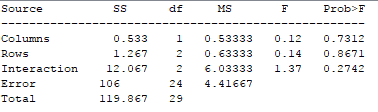 Source SS df MS F Prob>F
Columns 0.533 1 0.53333 0.12 0.7312
Rows 1.267 2 0.63333 0.14 0.8671
Interaction 12.067 2 6.03333 1.37 0.2742
Error 106 24 4.41667
Total 119.867 29